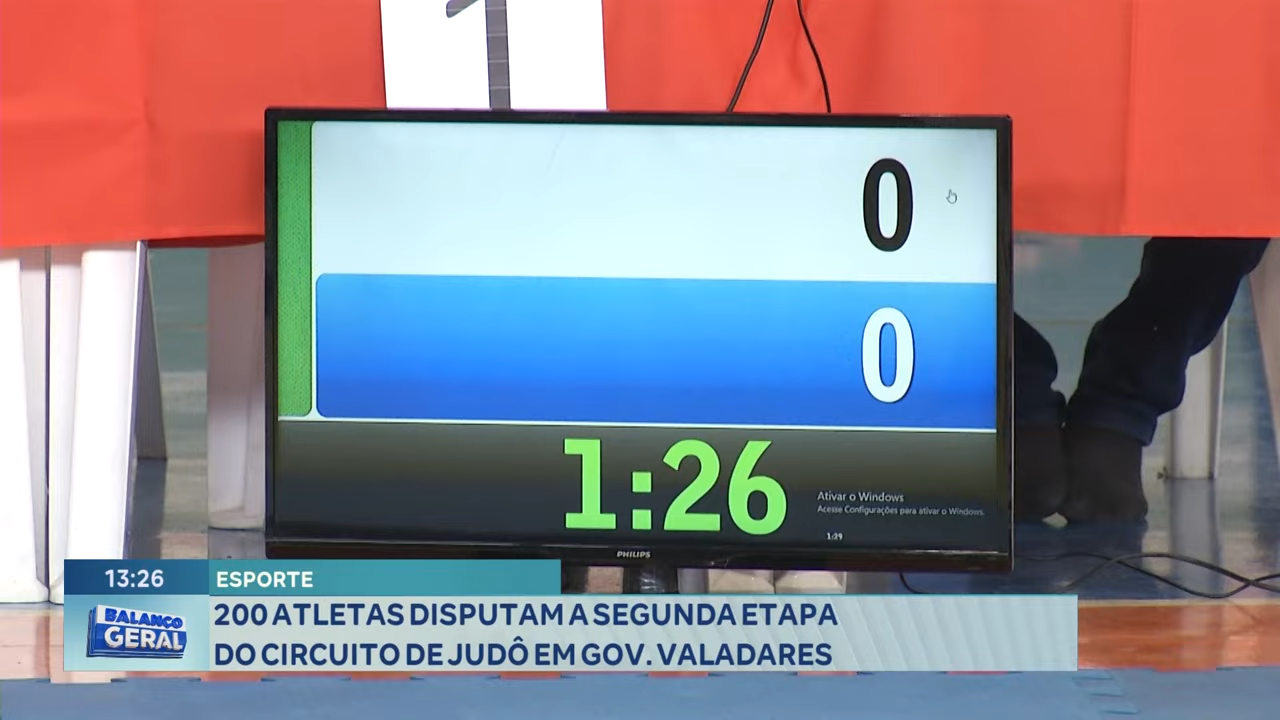 1
0
0
1:26
Ativar o Windows
Acesse Configurações para ativar o Windows.
1:29
PHILIPS
13:26
ESPORTE
BALANÇO
GERAL
200 ATLETAS DISPUTAM A SEGUNDA ETAPA
DO CIRCUITO DE JUDÔ EM GOV. VALADARES